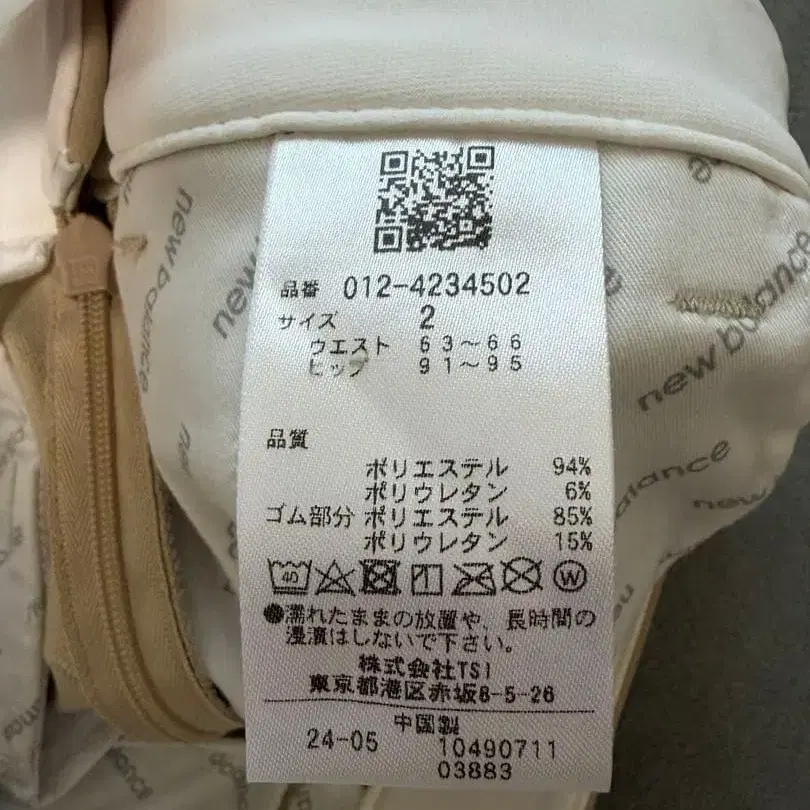 品番 012-4234502
サイズ 2
ウエスト 63〜66
ヒップ 91〜95
品質
ポリエステル 94%
ポリウレタン 6%
ゴム部分 ポリエステル 85%
ポリウレタン 15%
40 W
●濡れたままの放置や、長時間の
浸漬はしないで下さい。
株式会社TSI
東京都港区赤坂8-5-26
中国製
24-05 10490711
03883
new balance
new balance
new balance